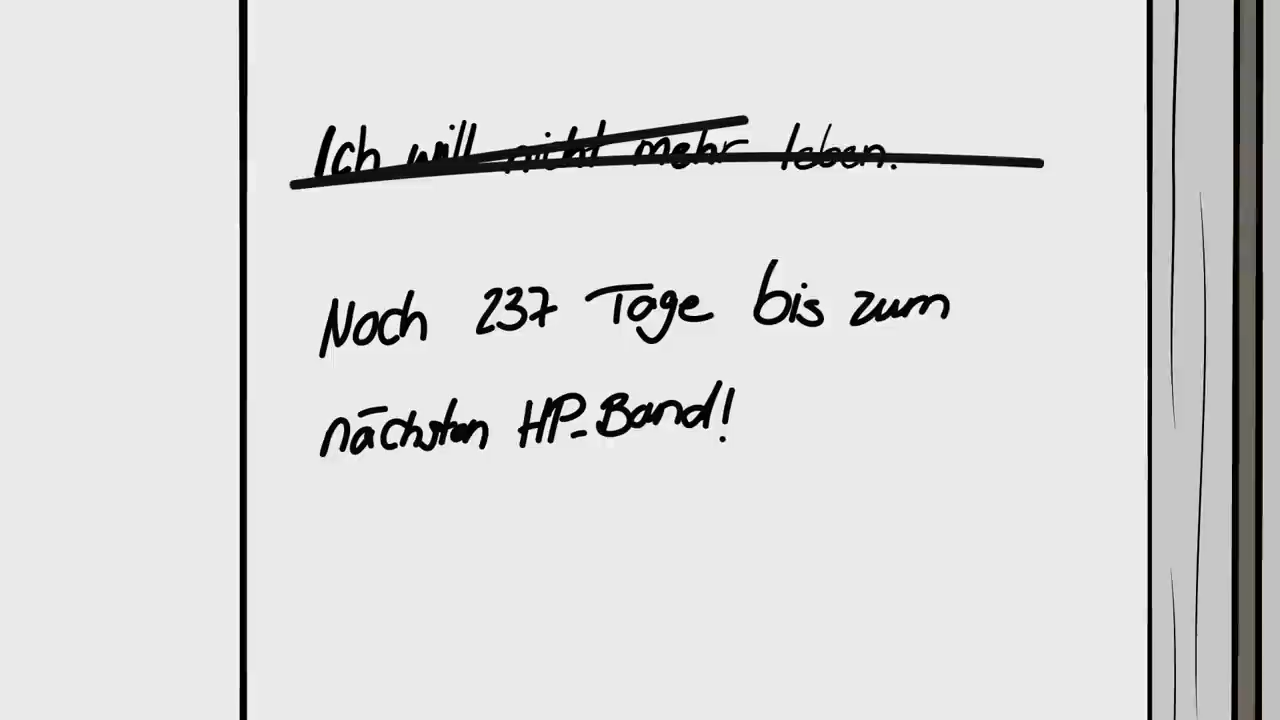 Ich will nicht mehr leben.
Noch 237 Tage bis zum
nächsten HP-Band!